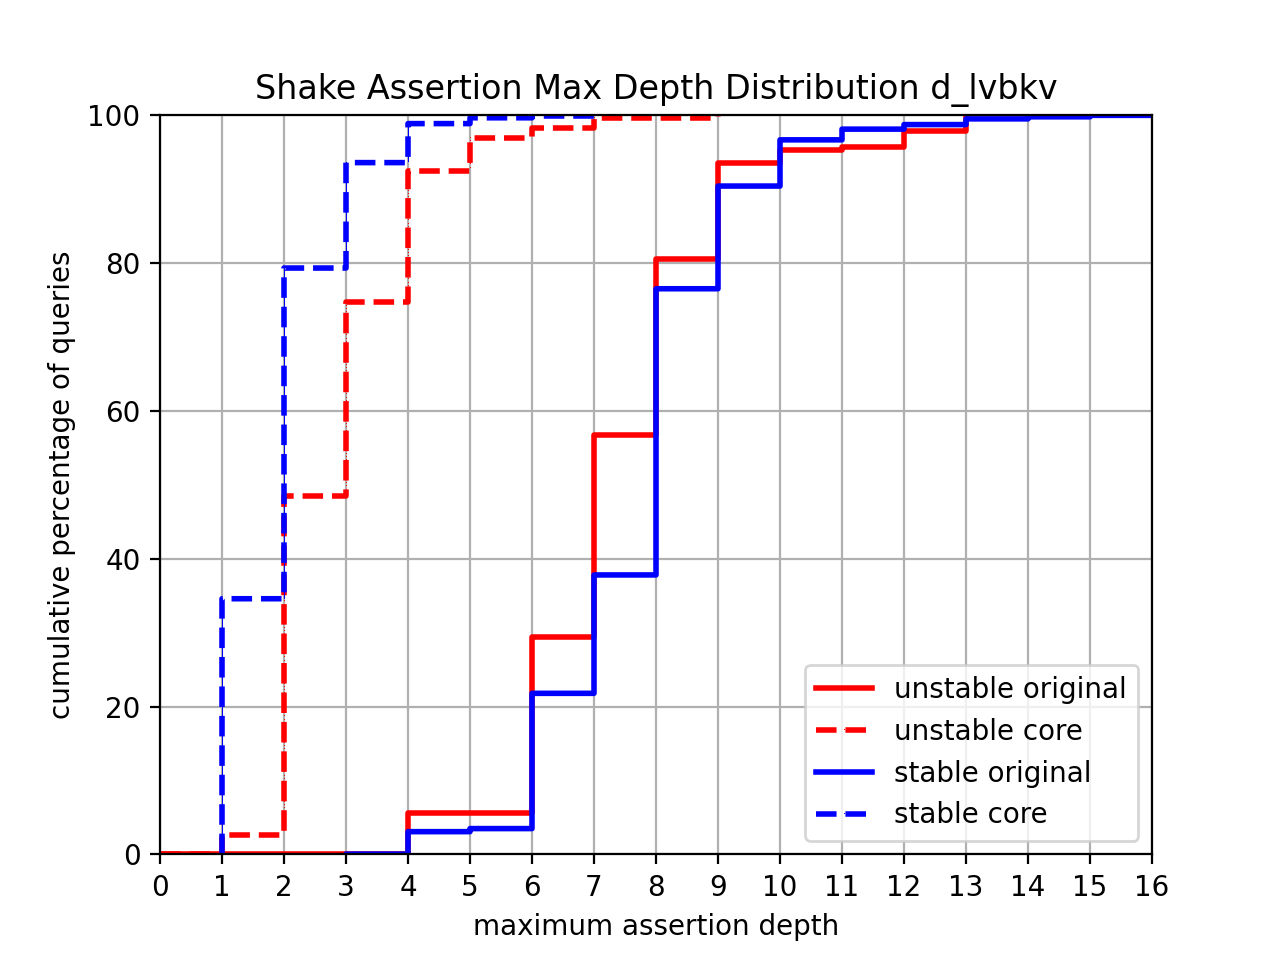 Shake Assertion Max Depth Distribution d_lvbkv
cumulative percentage of queries
100
80
60
40
20
0
0 1 2 3 4 5 6 7 8 9 10 11 12 13 14 15 16
maximum assertion depth
unstable original
unstable core
stable original
stable core